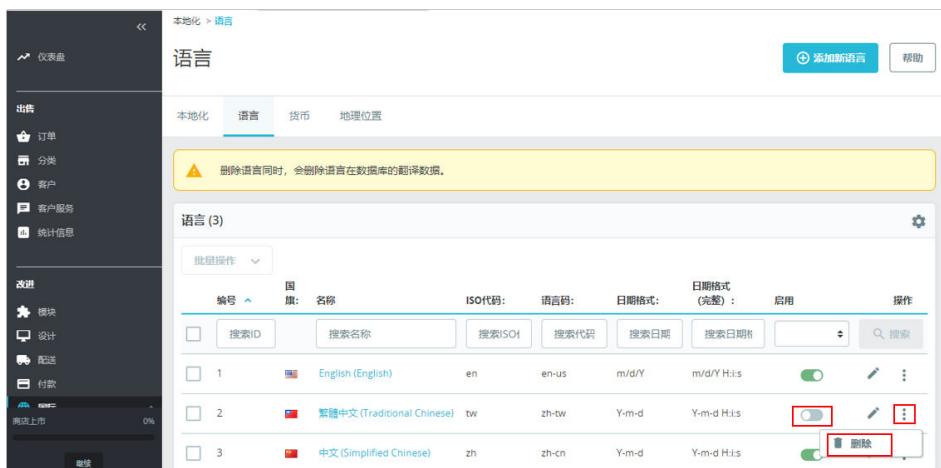 本地化 > 语言
语言
添加新语言
帮助
仪表盘
出售
订单
分类
客户
客户服务
统计信息
改进
模块
设计
配送
付款
国际
商店上市
0%
继续
本地化 语言 货币 地理位置
删除语言同时，会删除语言在数据库的翻译数据。
语言 (3)
批量操作
编号 国旗: 名称 ISO代码: 语言码: 日期格式: 日期格式(完整)： 启用 操作
搜索ID 搜索名称 搜索ISO 搜索代码 搜索日期 搜索日期 搜索
1 English (English) en en-us m/d/Y m/d/Y H:i:s
2 繁體中文 (Traditional Chinese) tw zh-tw Y-m-d Y-m-d H:i:s
删除
3 中文 (Simplified Chinese) zh zh-cn Y-m-d Y-m-d H:i:s